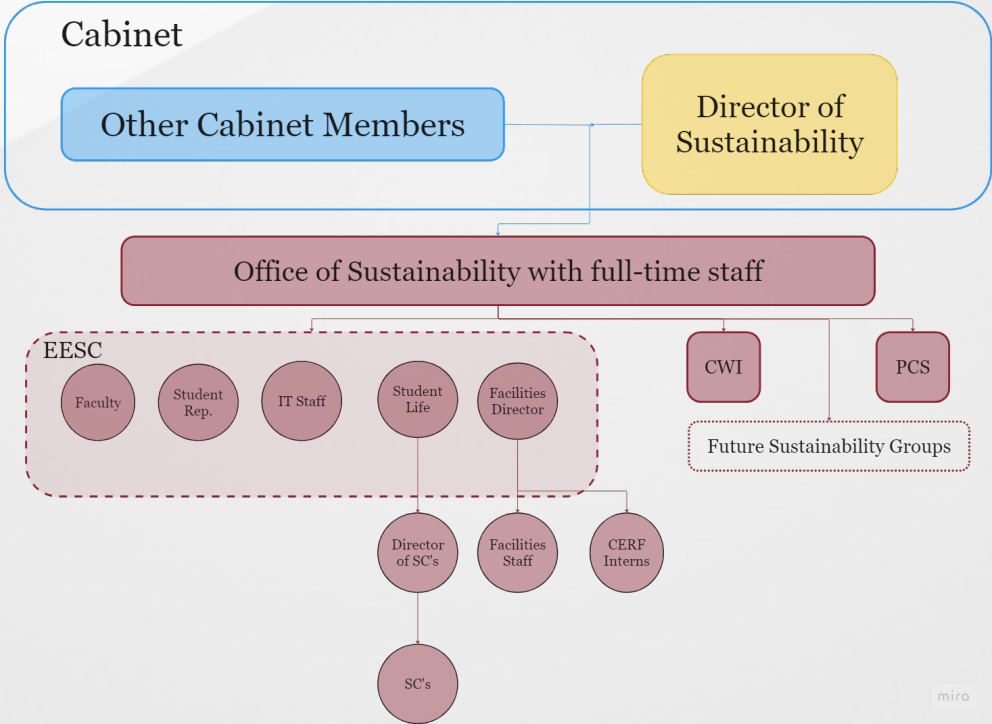 Cabinet
Other Cabinet Members
Director of
Sustainability
Office of Sustainability with full-time staff
EESC
Faculty
Student
Rep.
IT Staff
Student
Life
Facilities
Director
CWI
PCS
Future Sustainability Groups
Director
of SC's
Facilities
Staff
CERF
Interns
SC's
miro